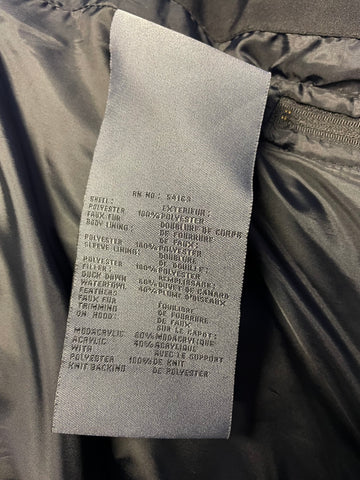 RN NO: 54163
SHELL: EXTERIEUR:
POLYESTER 100% POLYESTER
FAUX FUR DOUBLURE DE CORPS
BODY LINING: DE FOURRURE
DE FAUX:
POLYESTER 100% POLYESTER
SLEEVE LINING: DOUBLURE
DE DOUILLE:
POLYESTER 100% POLYESTER
FILLER: REMPLISSAGE:
DUCK DOWN 60% DUVET DE CANARD
WATERFOWL 40% PLUME D'OISEAUX
FEATHER:
FAUX FUR DE FOURRURE
TRIMMING DE FAUX
ON HOOD: SUR LE CAPOT:
MODACRYLIC 60% MODACRYLIQUE
ACRYLIC 40% ACRYLIQUE
WITH AVEC LE SUPPORT
POLYESTER 100% DE KNIT
KNIT BACKING DE POLYESTER